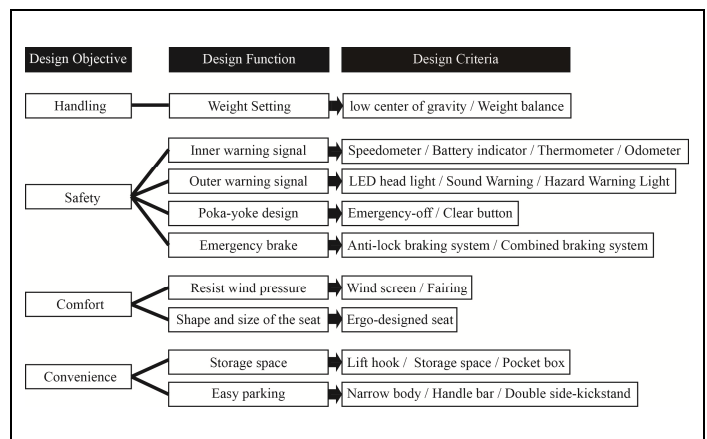 Design Objective Design Function Design Criteria
Handling Weight Setting low center of gravity / Weight balance
Inner warning signal Speedometer / Battery indicator / Thermometer / Odometer
Outer warning signal LED head light / Sound Warning / Hazard Warning Light
Safety
Poka-yoke design Emergency-off / Clear button
Emergency brake Anti-lock braking system / Combined braking system
Resist wind pressure Wind screen / Fairing
Comfort
Shape and size of the seat Ergo-designed seat
Storage space Lift hook / Storage space / Pocket box
Convenience
Easy parking Narrow body / Handle bar / Double side-kickstand